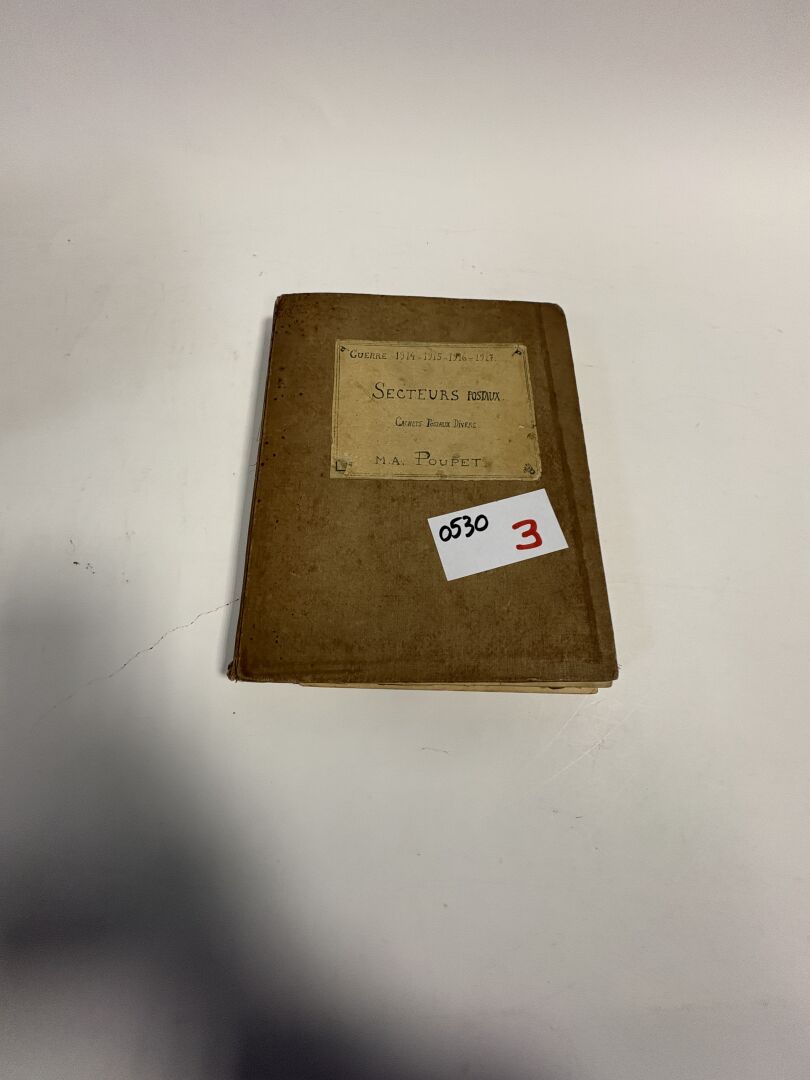 GUERRE 1914-1915-1916-1917.
SECTEURS POSTAUX.
CACHETS POSTAUX DIVERS
M.A. POUPET
0530 3